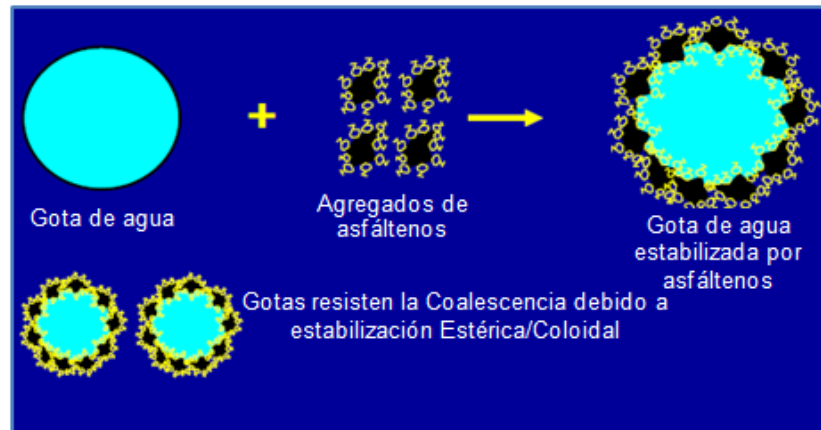 Gota de agua
+
Agregados de
asfáltenos
Gota de agua
estabilizada por
asfáltenos
Gotas resisten la Coalescencia debido a
estabilización Estérica/Coloidal